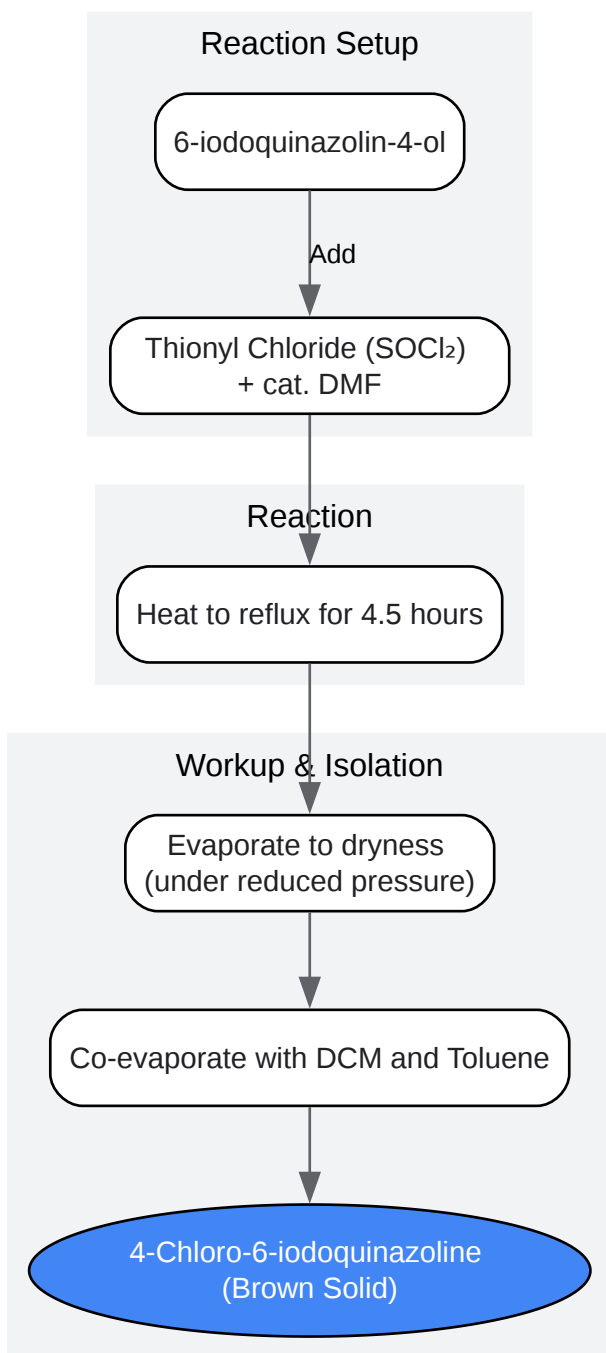 Reaction Setup
6-iodoquinazolin-4-ol
Add
Thionyl Chloride (SOCl₂)
+ cat. DMF
Reaction
Heat to reflux for 4.5 hours
Workup & Isolation
Evaporate to dryness
(under reduced pressure)
Co-evaporate with DCM and Toluene
4-Chloro-6-iodoquinazoline
(Brown Solid)